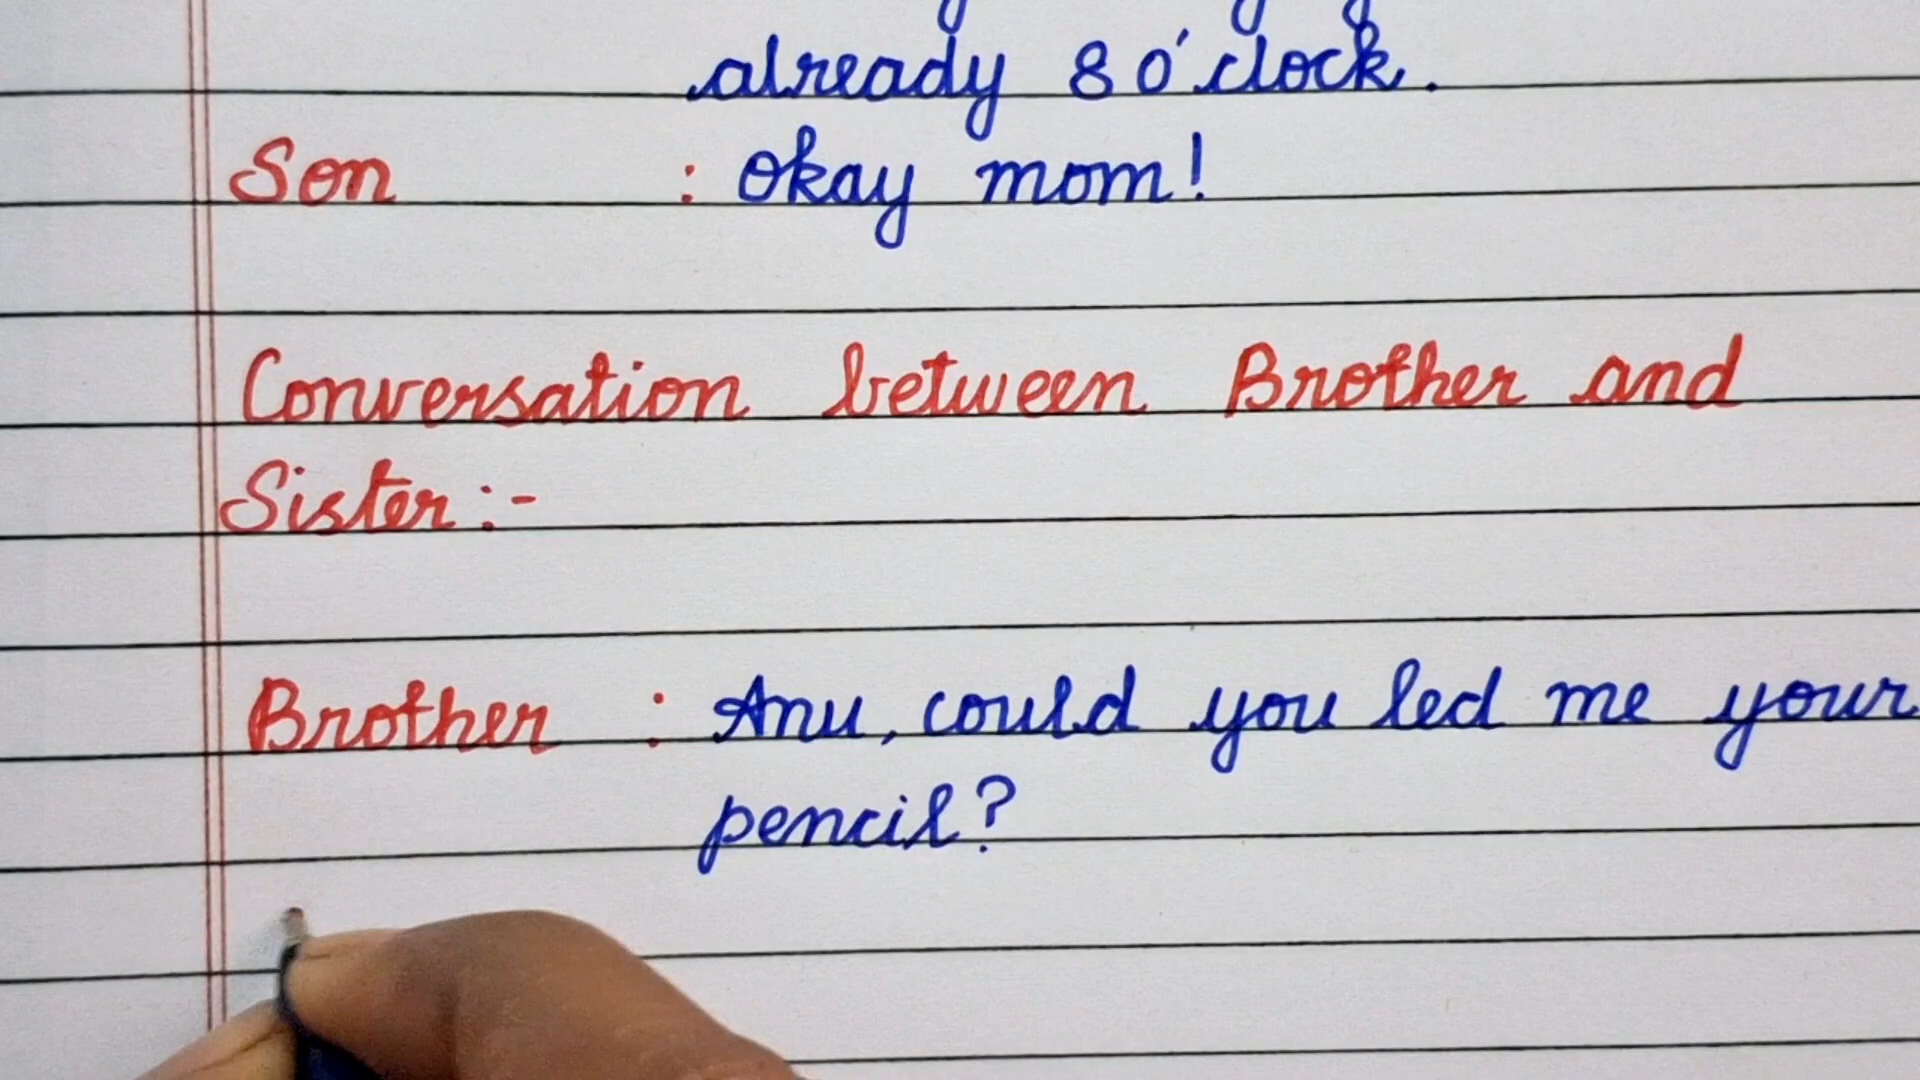 already 8 o'clock.
Son : Okay mom!
Conversation between Brother and
Sister :-
Brother : Anu, could you led me your
pencil?